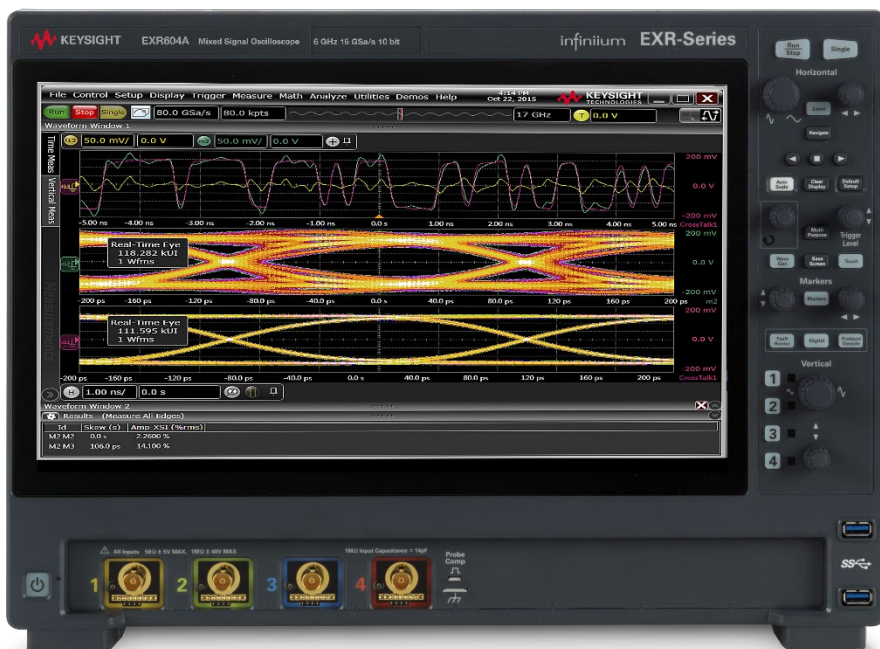 KEYSIGHT EXR604A Mixed Signal Oscilloscope 6 GHz 16 GSa/s 10 bit infiniium EXR-Series
File Control Setup Display Trigger Measure Math Analyze Utilities Demos Help 4:14 PM Oct 22, 2015 KEYSIGHT TECHNOLOGIES
Run Stop Single 80.0 GSa/s 80.0 kpts 17 GHz T 0.0 V
Waveform Window 1
50.0 mV/ 0.0 V m2 50.0 mV/ 0.0 V
Time Meas
Vertical Meas
Measurements
200 mV
0.0 V
-200 mV
-5.00 ns -4.00 ns -3.00 ns -2.00 ns -1.00 ns 0.0 s 1.00 ns 2.00 ns 3.00 ns 4.00 ns 5.00 ns CrossTalk1
200 mV
Real-Time Eye
118.282 kUI
1 Wfms
0.0 V
-200 mV
-200 ps -160 ps -120 ps -80.0 ps -40.0 ps 0.0 s 40.0 ps 80.0 ps 120 ps 160 ps 200 ps m2
200 mV
Real-Time Eye
111.595 kUI
1 Wfms
0.0 V
-200 mV
-200 ps -160 ps -120 ps -80.0 ps -40.0 ps 0.0 s 40.0 ps 80.0 ps 120 ps 160 ps 200 ps CrossTalk1
H 1.00 ns/ 0.0 s
Waveform Window 2
Results (Measure All Edges)
Id Skew (s) Amp XSI (%rms)
M2 M2 0.0 s 2.2600 %
M2 M3 106.0 ps 14.100 %
Run Stop
Single
Horizontal
Zoom
Navigate
Auto Scale
Clear Display
Default Setup
Multi Purpose
Trigger Level
Wave Gen
Save Screen
Touch
Markers
Markers
Fault Hunter
Digital
Protocol Decode
Vertical
1
2
3
4
All Inputs 50Ω ± 5V MAX, 1MΩ ± 40V MAX
1MΩ Input Capacitance = 14pF
Probe Comp
1 2 3 4
SS